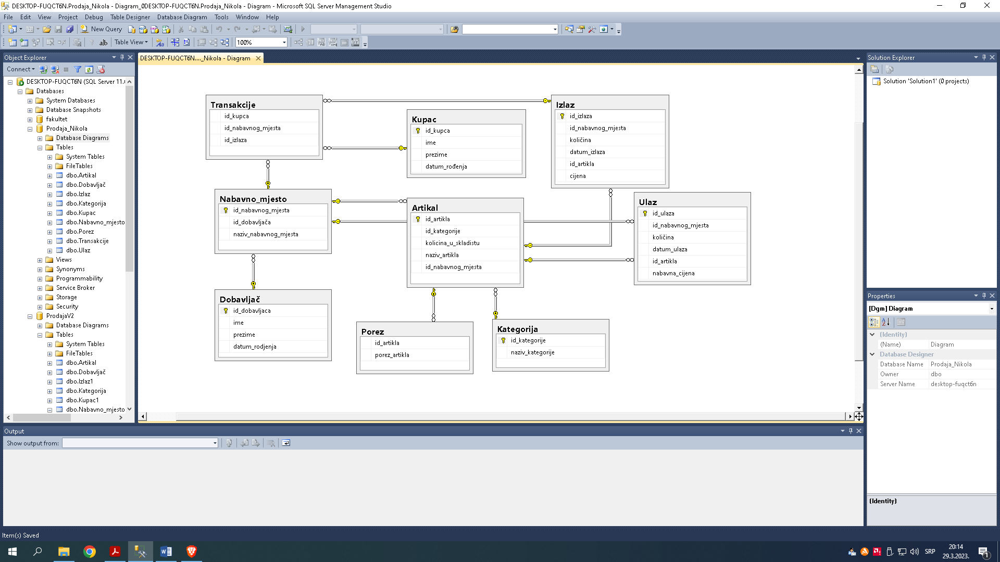 DESKTOP-FUQCT6N.Prodaja_Nikola - Diagram_0DESKTOP-FUQCT6N.Prodaja_Nikola - Diagram - Microsoft SQL Server Management Studio
File Edit View Project Debug Table Designer Database Diagram Tools Window Help
New Query
Table View 100%
Object Explorer
Connect
DESKTOP-FUQCT6N (SQL Server 11.
Databases
System Databases
Database Snapshots
fakultet
Prodaja_Nikola
Database Diagrams
Tables
System Tables
FileTables
dbo.Artikal
dbo.Dobavljač
dbo.Izlaz
dbo.Kategorija
dbo.Kupac
dbo.Nabavno_mjesto
dbo.Porez
dbo.Transakcije
dbo.Ulaz
Views
Synonyms
Programmability
Service Broker
Storage
Security
ProdajaV2
Database Diagrams
Tables
System Tables
FileTables
dbo.Artikal
dbo.Dobavljač
dbo.Izlaz1
dbo.Kategorija
dbo.Kupac1
dbo.Nabavno_mjesto
DESKTOP-FUQCT6N...._Nikola - Diagram
Transakcije
id_kupca
id_nabavnog_mjesta
id_izlaza
Kupac
id_kupca
ime
prezime
datum_rođenja
Izlaz
id_izlaza
id_nabavnog_mjesta
količina
datum_izlaza
id_artikla
cijena
Nabavno_mjesto
id_nabavnog_mjesta
id_dobavljača
naziv_nabavnog_mjesta
Artikal
id_artikla
id_kategorije
kolicina_u_skladistu
naziv_artikla
id_nabavnog_mjesta
Ulaz
id_ulaza
id_nabavnog_mjesta
količina
datum_ulaza
id_artikla
nabavna_cijena
Dobavljač
id_dobavljaca
ime
prezime
datum_rodjenja
Porez
id_artikla
porez_artikla
Kategorija
id_kategorije
naziv_kategorije
Solution Explorer
Solution 'Solution1' (0 projects)
Properties
[Dgm] Diagram
(Identity)
(Name) Diagram
Database Designer
Database Name Prodaja_Nikola
Owner dbo
Server Name desktop-fuqct6n
(Identity)
Output
Show output from:
Item(s) Saved
SRP
20:14
29.3.2023.
1